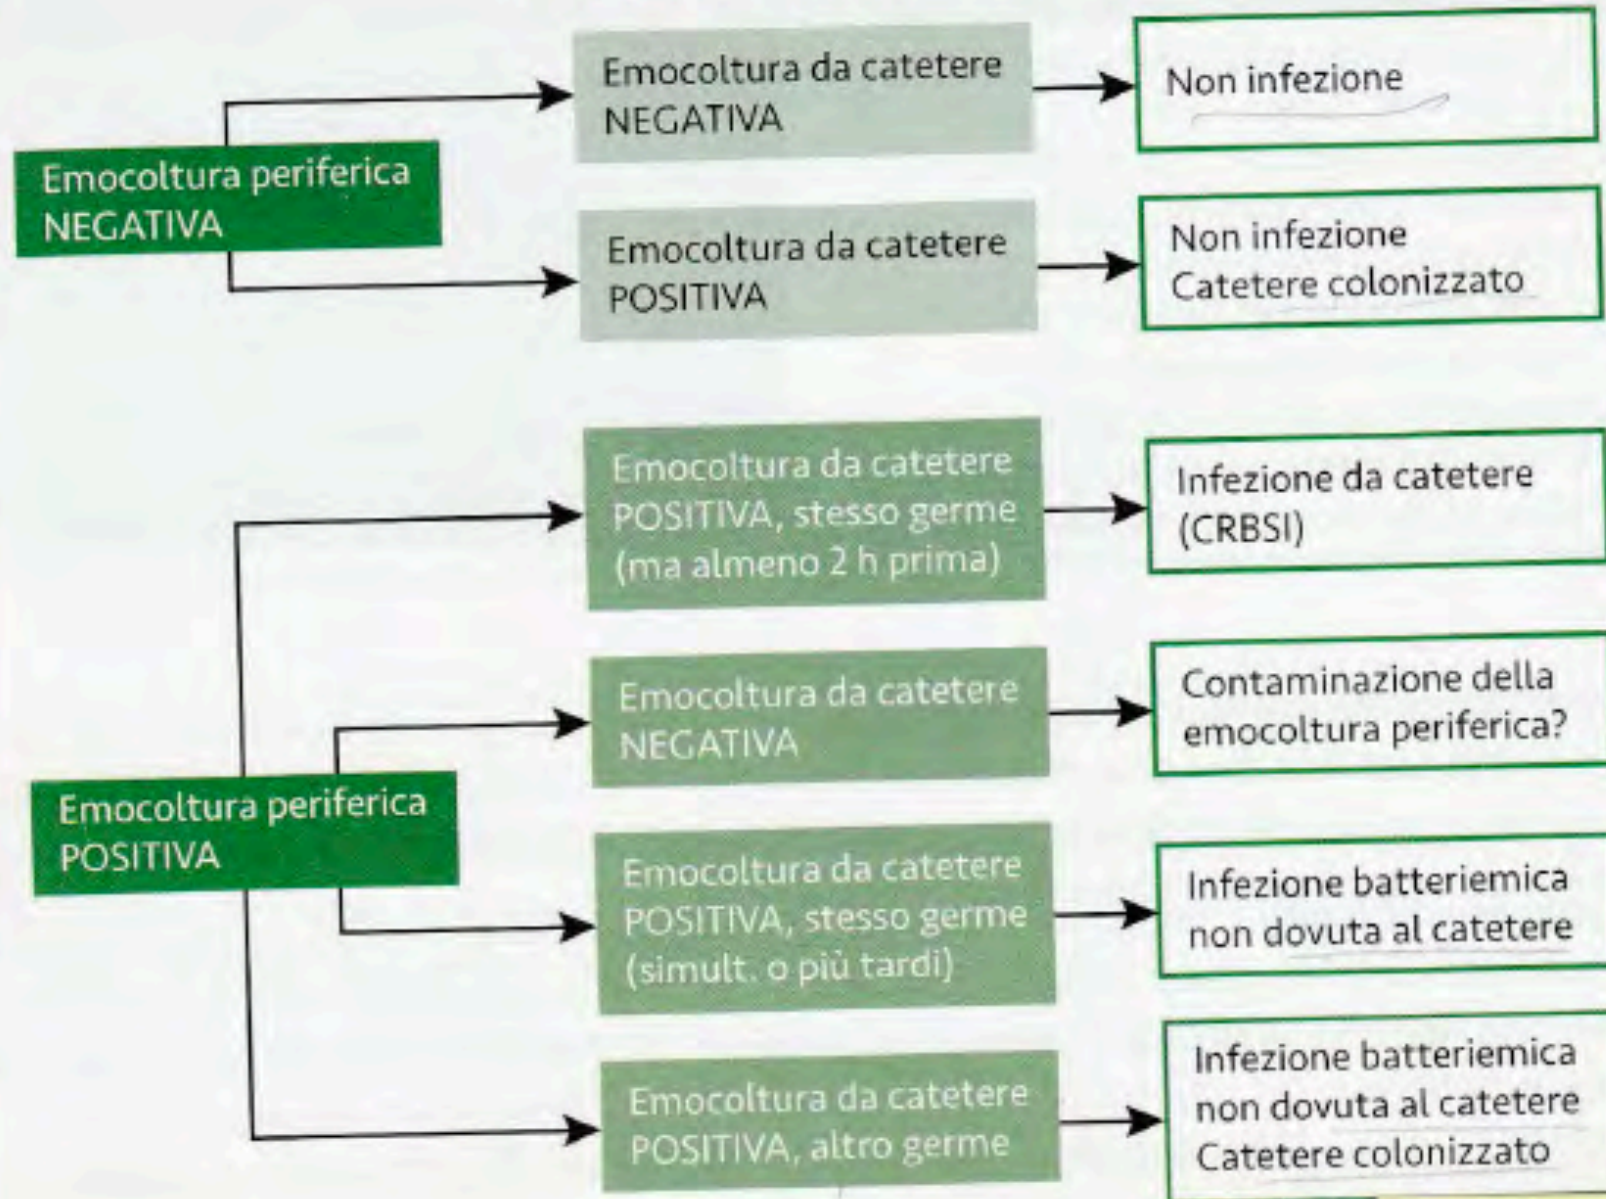 Emocoltura da catetere
NEGATIVA
Non infezione
Emocoltura periferica
NEGATIVA
Emocoltura da catetere
POSITIVA
Non infezione
Catetere colonizzato
Emocoltura da catetere
POSITIVA, stesso germe
(ma almeno 2 h prima)
Infezione da catetere
(CRBSI)
Emocoltura da catetere
NEGATIVA
Contaminazione della
emocoltura periferica?
Emocoltura periferica
POSITIVA
Emocoltura da catetere
POSITIVA, stesso germe
(simult. o più tardi)
Infezione batteriemica
non dovuta al catetere
Emocoltura da catetere
POSITIVA, altro germe
Infezione batteriemica
non dovuta al catetere
Catetere colonizzato